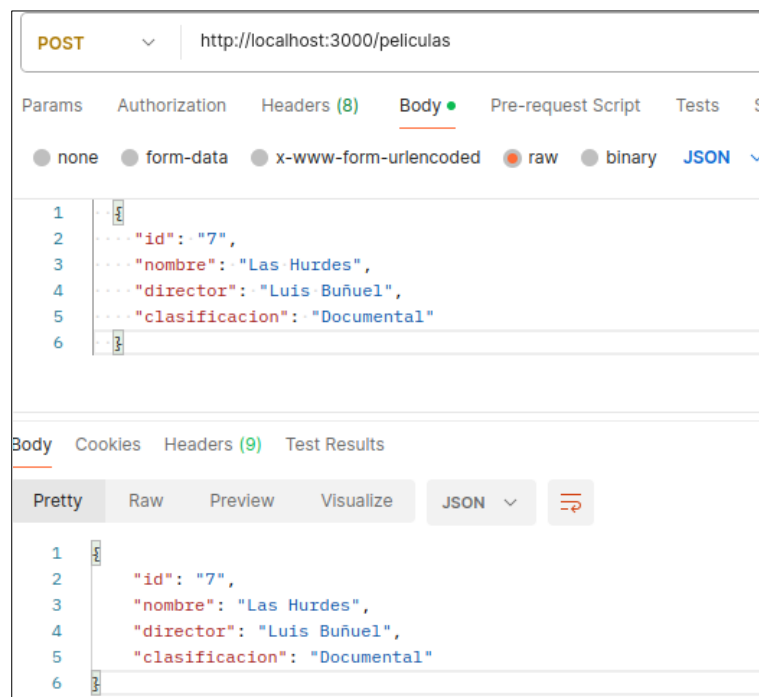 POST http://localhost:3000/peliculas
Params Authorization Headers (8) Body Pre-request Script Tests
none form-data x-www-form-urlencoded raw binary JSON
1 {
2 "id": "7",
3 "nombre": "Las Hurdes",
4 "director": "Luis Buñuel",
5 "clasificacion": "Documental"
6 }
Body Cookies Headers (9) Test Results
Pretty Raw Preview Visualize JSON
1 {
2 "id": "7",
3 "nombre": "Las Hurdes",
4 "director": "Luis Buñuel",
5 "clasificacion": "Documental"
6 }